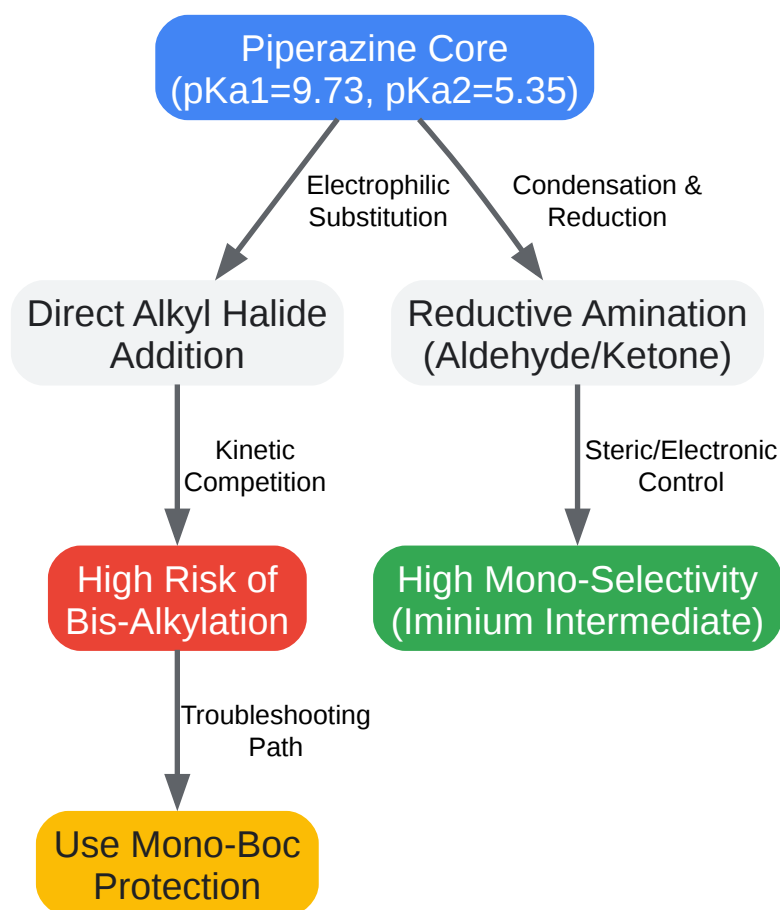 Piperazine Core
(pKa1=9.73, pKa2=5.35)
Electrophilic
Substitution
Condensation &
Reduction
Direct Alkyl Halide
Addition
Reductive Amination
(Aldehyde/Ketone)
Kinetic
Competition
Steric/Electronic
Control
High Risk of
Bis-Alkylation
High Mono-Selectivity
(Iminium Intermediate)
Troubleshooting
Path
Use Mono-Boc
Protection